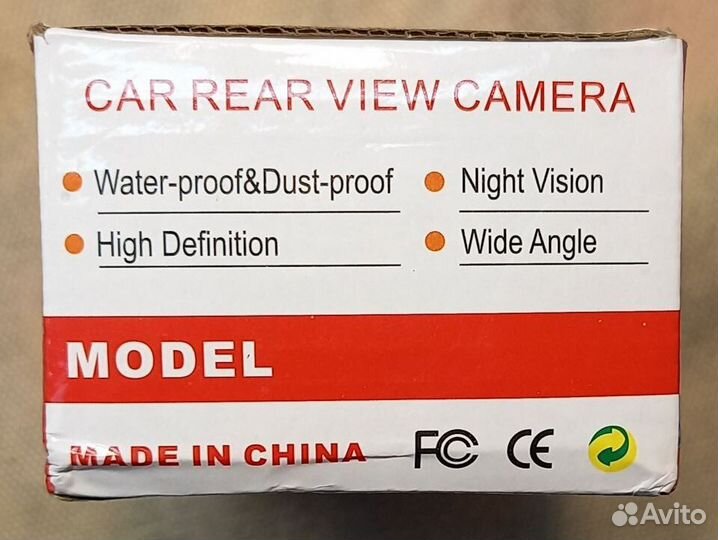 CAR REAR VIEW CAMERA
Water-proof&Dust-proof
Night Vision
High Definition
Wide Angle
MODEL
MADE IN CHINA FC CE
Avito